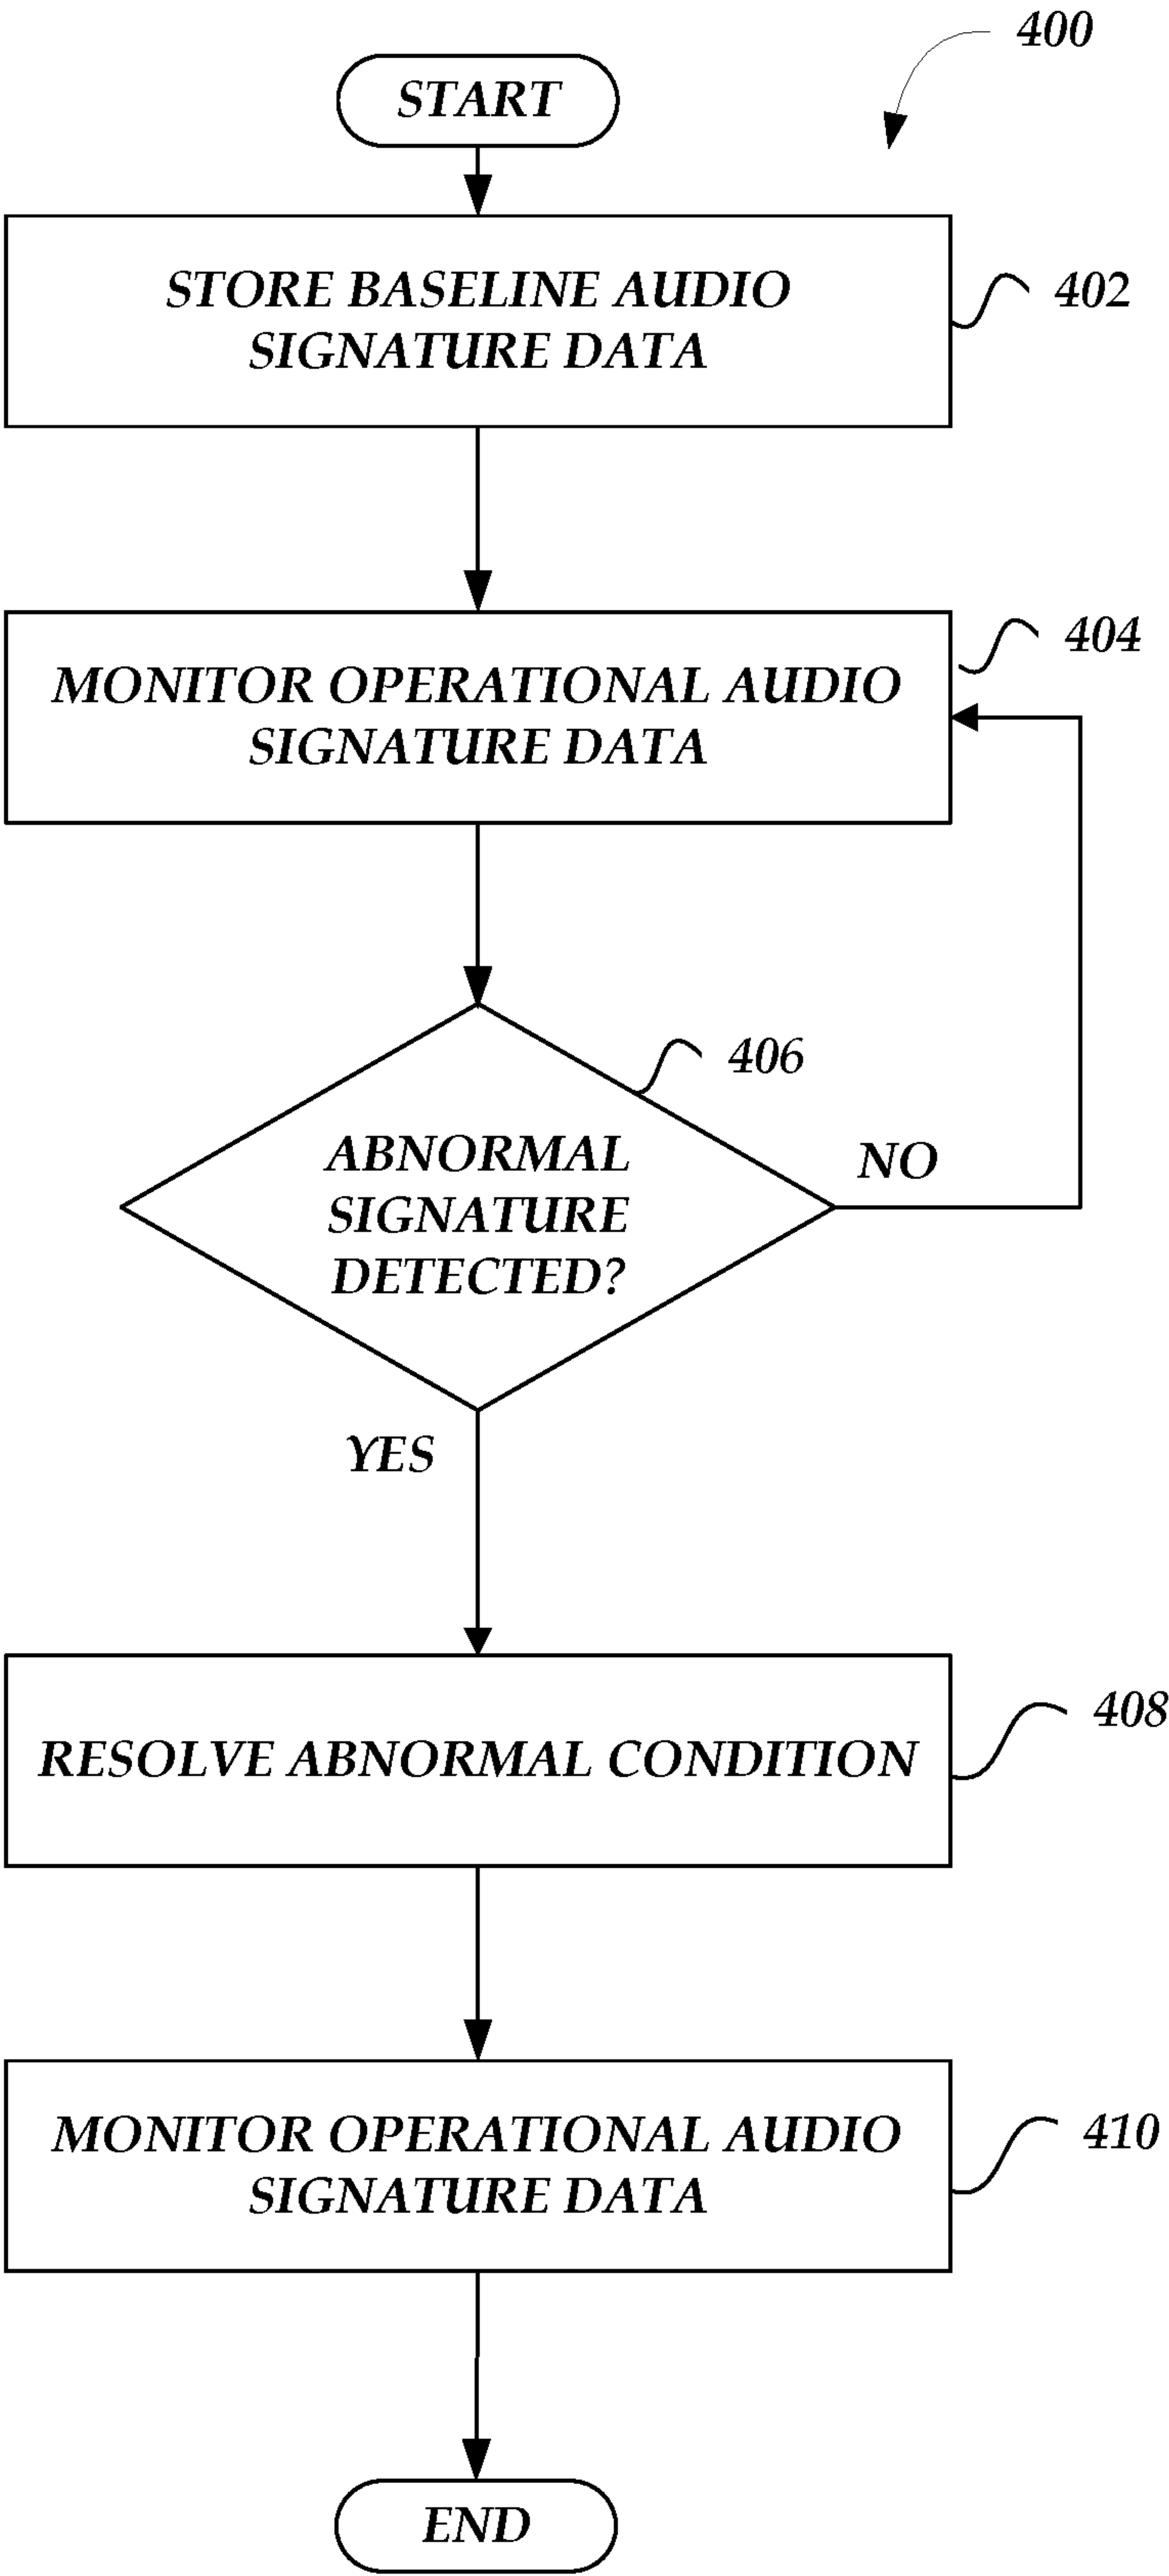 400
START
STORE BASELINE AUDIO
SIGNATURE DATA
402
404
MONITOR OPERATIONAL AUDIO
SIGNATURE DATA
406
ABNORMAL
SIGNATURE
DETECTED?
NO
YES
408
RESOLVE ABNORMAL CONDITION
MONITOR OPERATIONAL AUDIO
SIGNATURE DATA
410
END